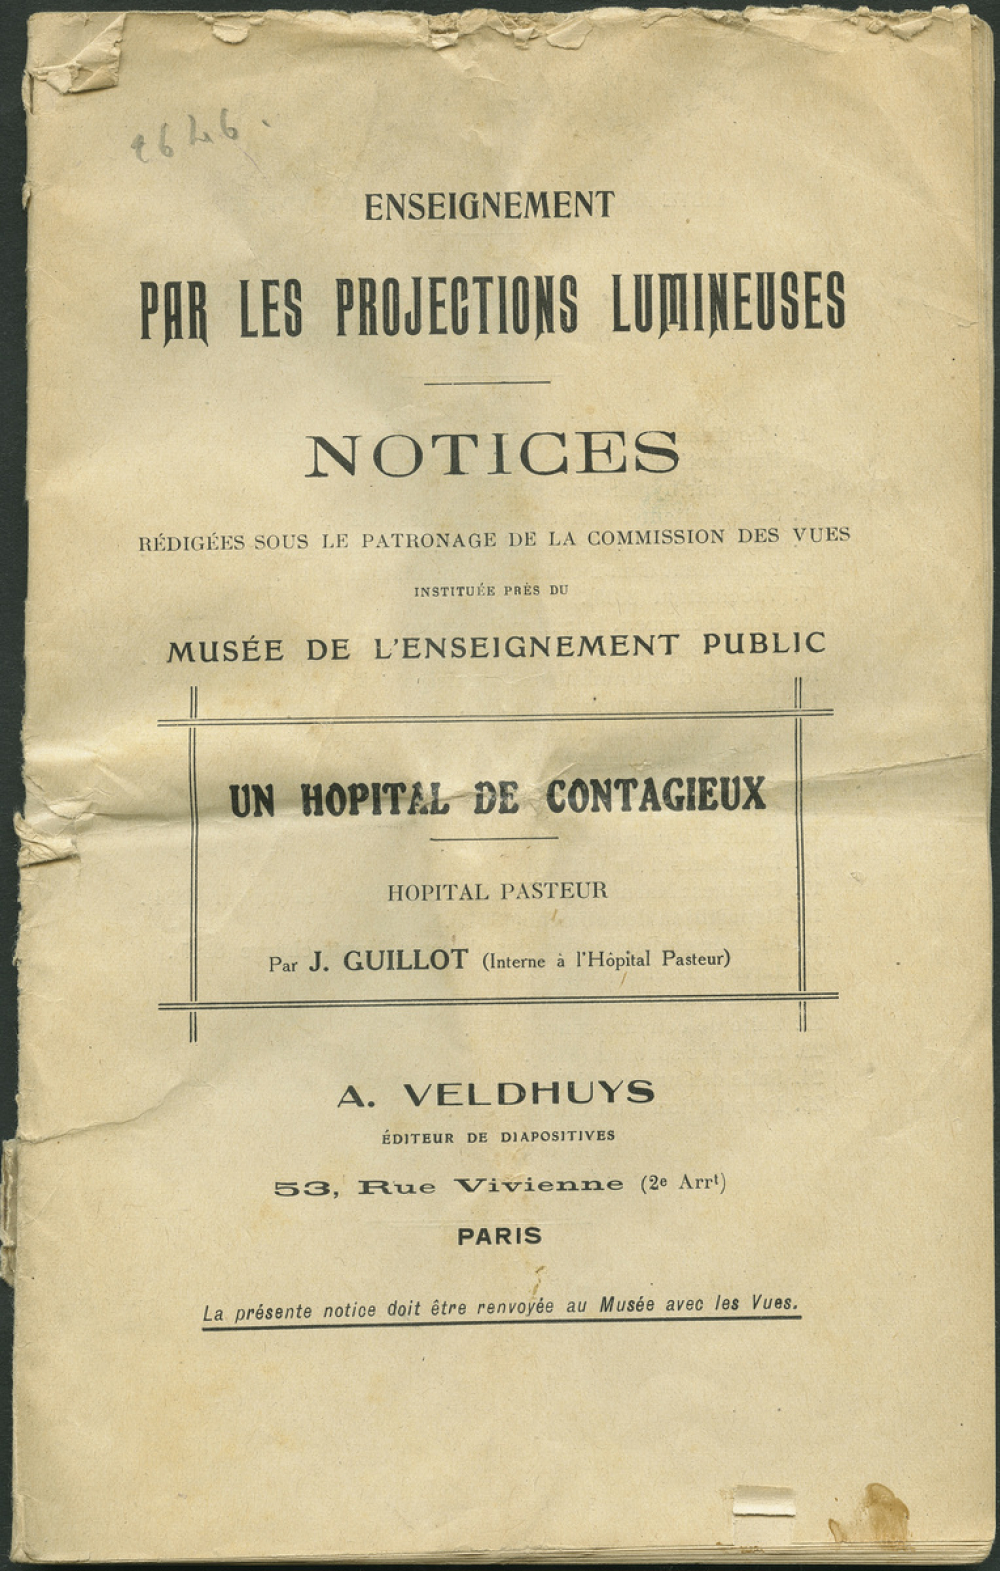 ENSEIGNEMENT
PAR LES PROJECTIONS LUMINEUSES
NOTICES
RÉDIGÉES SOUS LE PATRONAGE DE LA COMMISSION DES VUES
INSTITUÉE PRÈS DU
MUSÉE DE L'ENSEIGNEMENT PUBLIC
UN HOPITAL DE CONTAGIEUX
HOPITAL PASTEUR
Par J. GUILLOT (Interne à l'Hôpital Pasteur)
A. VELDHUYS
ÉDITEUR DE DIAPOSITIVES
53, Rue Vivienne (2e Arrt)
PARIS
La présente notice doit être renvoyée au Musée avec les Vues.